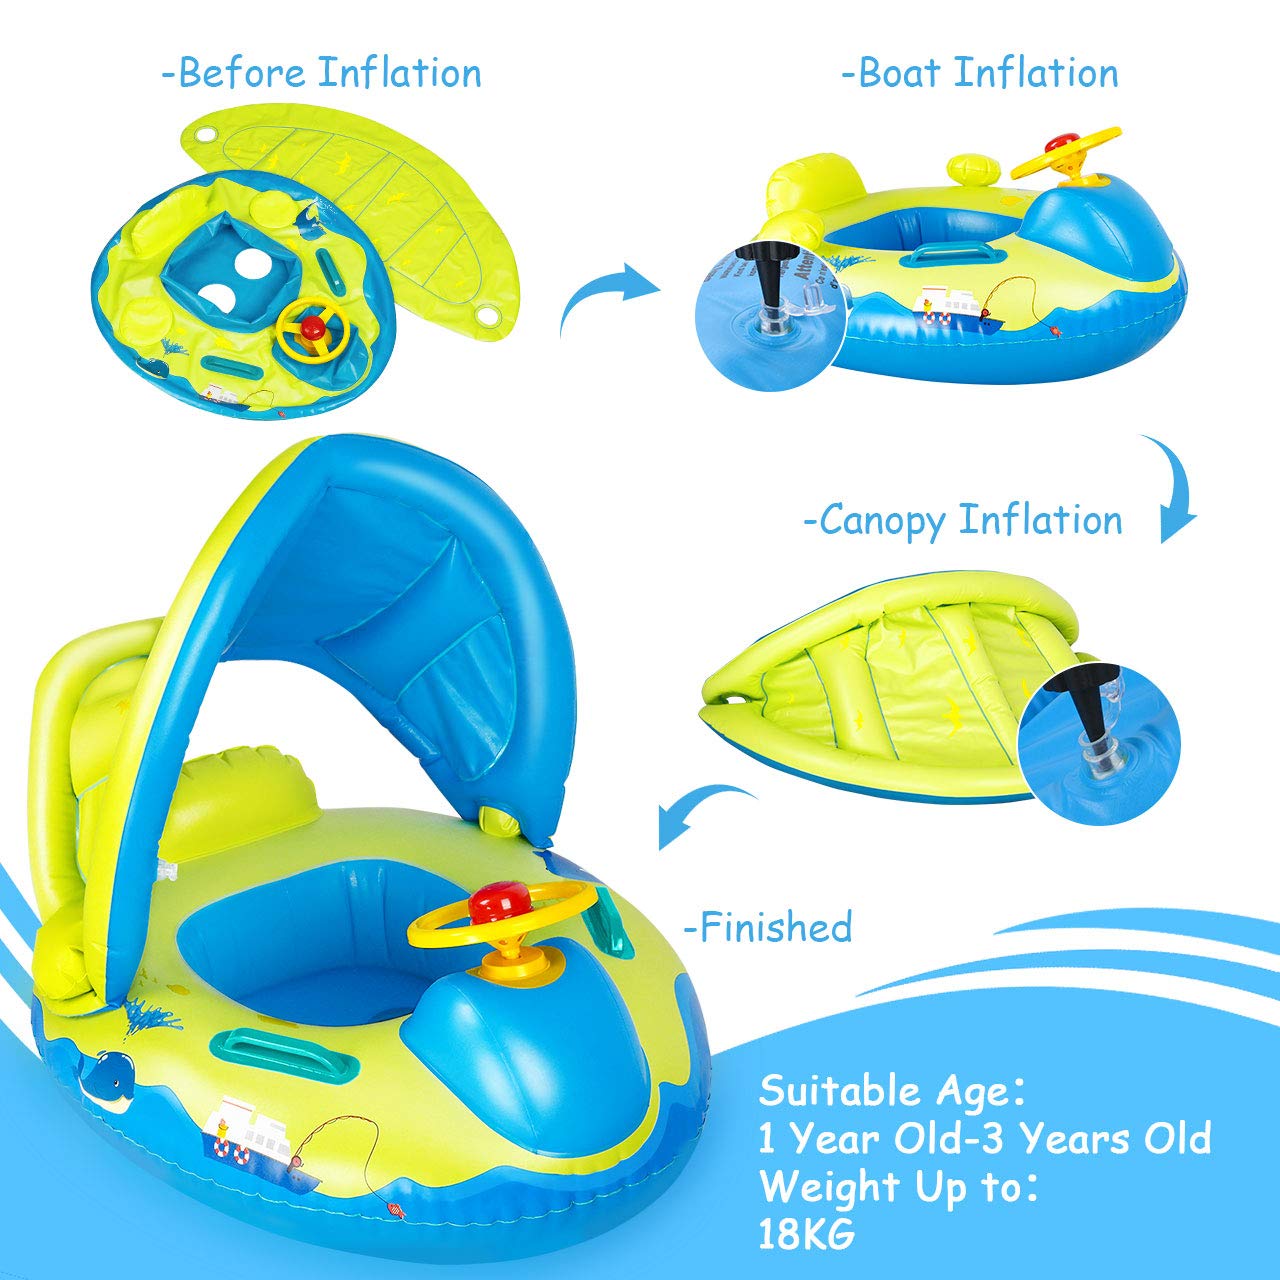 -Before Inflation
-Boat Inflation
Atten
-Canopy Inflation
-Finished
Suitable Age:
1 Year Old-3 Years Old
Weight Up to:
18KG